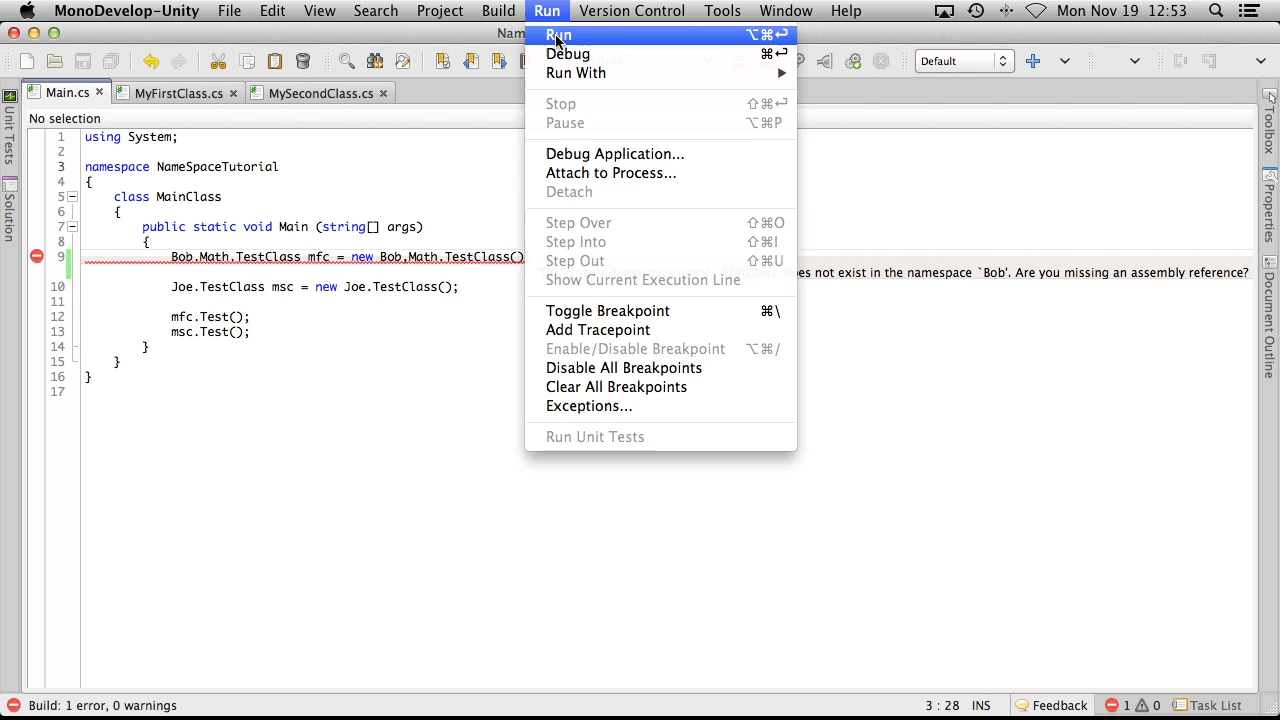 MonoDevelop-Unity File Edit View Search Project Build Run Version Control Tools Window Help Mon Nov 19 12:53
Nam
Run ⌥⌘↩
Debug ⌘↩
Run With
Stop ⇧⌘↩
Pause ⌥⌘P
Debug Application...
Attach to Process...
Detach
Step Over ⇧⌘O
Step Into ⇧⌘I
Step Out ⇧⌘U
Show Current Execution Line
Toggle Breakpoint ⌘\
Add Tracepoint
Enable/Disable Breakpoint ⌥⌘/
Disable All Breakpoints
Clear All Breakpoints
Exceptions...
Run Unit Tests
Default
Main.cs MyFirstClass.cs MySecondClass.cs
No selection
1 using System;
2
3 namespace NameSpaceTutorial
4 {
5 class MainClass
6 {
7 public static void Main (string[] args)
8 {
9 Bob.Math.TestClass mfc = new Bob.Math.TestClass()
does not exist in the namespace `Bob'. Are you missing an assembly reference?
10 Joe.TestClass msc = new Joe.TestClass();
11
12 mfc.Test();
13 msc.Test();
14 }
15 }
16 }
17
Unit Tests
Solution
Toolbox
Properties
Document Outline
Build: 1 error, 0 warnings 3 : 28 INS Feedback 1 0 Task List